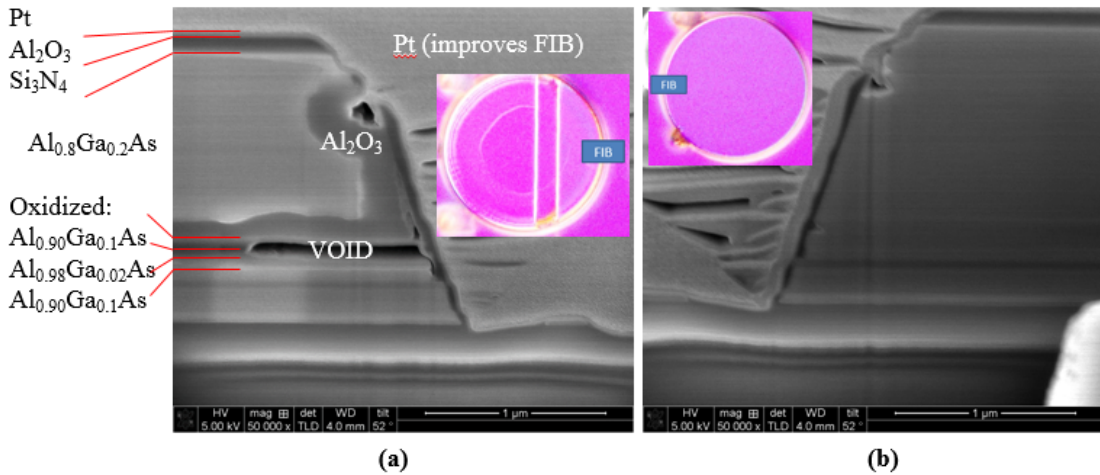 Pt
Al₂O₃
Si₃N₄
Al₀.₈Ga₀.₂As
Oxidized:
Al₀.₉₀Ga₀.₁As
Al₀.₉₈Ga₀.₀₂As
Al₀.₉₀Ga₀.₁As
Pt (improves FIB)
Al₂O₃
FIB
VOID
HV mag ⊞ det WD tilt
5.00 kV 50 000 x TLD 4.0 mm 52 °
1 µm
(a)
FIB
HV mag ⊞ det WD tilt
5.00 kV 50 000 x TLD 4.0 mm 52 °
1 µm
(b)